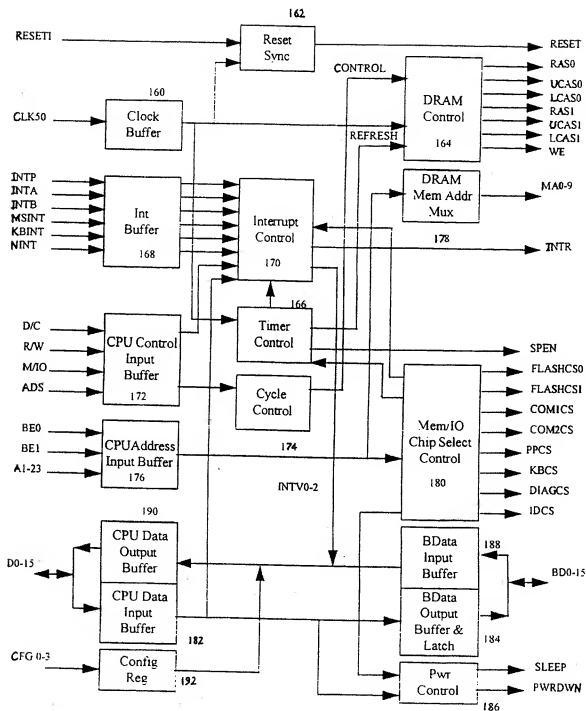 162
RESETI
Reset
Sync
RESET
CONTROL
RAS0
UCAS0
LCAS0
RAS1
UCAS1
LCAS1
WE
DRAM
Control
164
160
CLK50
Clock
Buffer
REFRESH
INTP
INTA
INTB
MSINT
KBINT
NINT
Int
Buffer
168
Interrupt
Control
170
DRAM
Mem Addr
Mux
MA0-9
178
INTR
166
Timer
Control
D/C
R/W
M/IO
ADS
CPU Control
Input
Buffer
172
Cycle
Control
SPEN
FLASHCS0
FLASHCS1
COM1CS
COM2CS
PPCS
KBCS
DIAGCS
IDCS
Mem/IO
Chip Select
Control
180
BE0
BE1
A1-23
CPUAddress
Input Buffer
176
174
INTV0-2
190
D0-15
CPU Data
Output
Buffer
CPU Data
Input
Buffer
182
BData
Input
Buffer
188
BData
Output
Buffer &
Latch
184
BD0-15
CFG 0-3
Config
Reg
192
Pwr
Control
186
SLEEP
PWRDWN